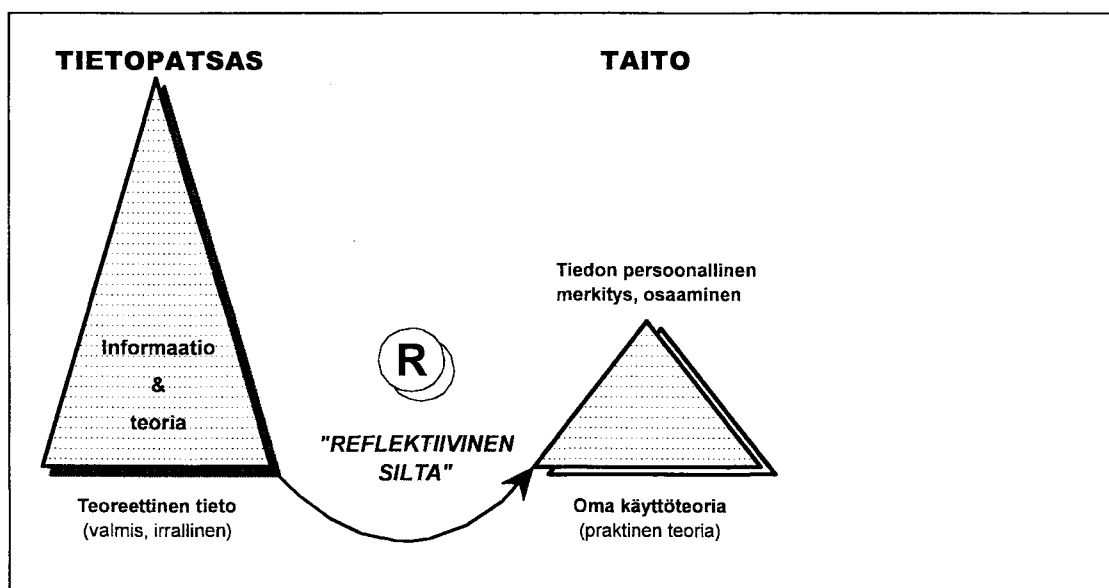 TIETOPATSAS
TAITO
Informaatio
&
teoria
Teoreettinen tieto
(valmis, irrallinen)
R
"REFLEKTIIVINEN
SILTA"
Tiedon persoonallinen
merkitys, osaaminen
Oma käyttöteoria
(praktinen teoria)